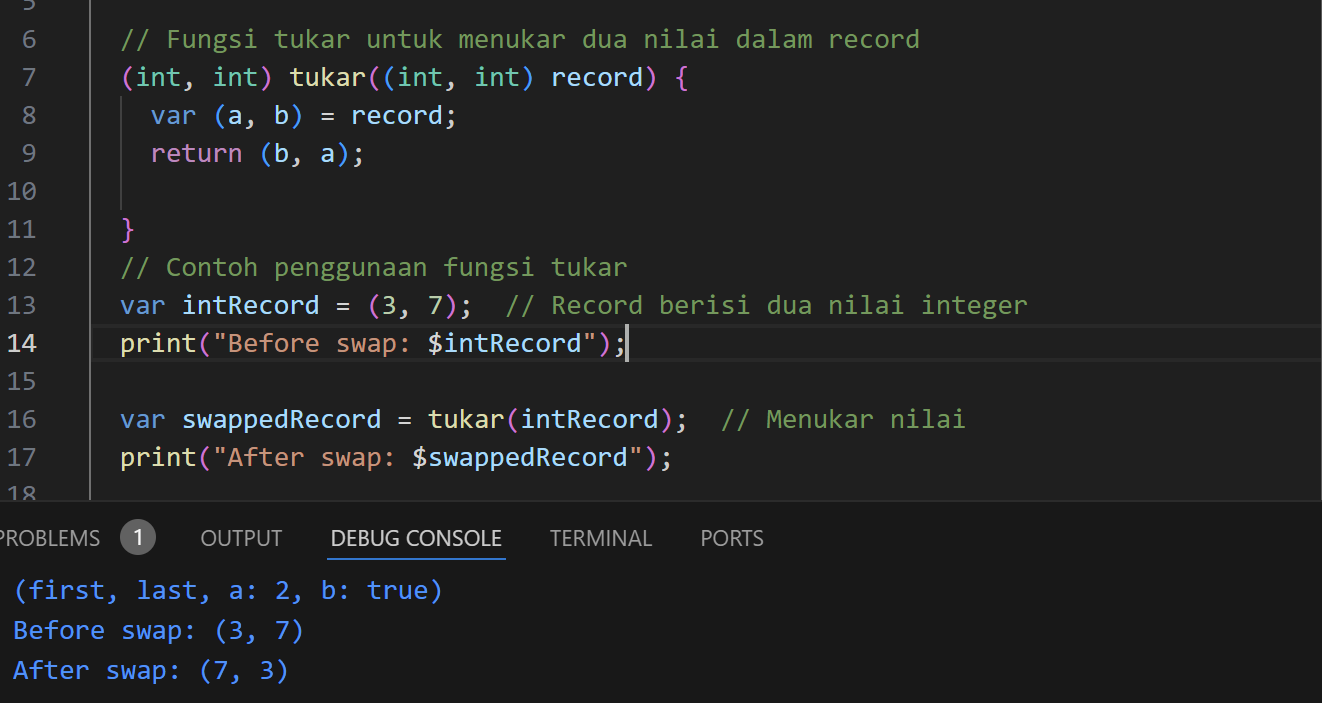 5
6 // Fungsi tukar untuk menukar dua nilai dalam record
7 (int, int) tukar((int, int) record) {
8 var (a, b) = record;
9 return (b, a);
10
11 }
12 // Contoh penggunaan fungsi tukar
13 var intRecord = (3, 7);  // Record berisi dua nilai integer
14 print("Before swap: $intRecord");
15
16 var swappedRecord = tukar(intRecord);  // Menukar nilai
17 print("After swap: $swappedRecord");
18
PROBLEMS 1 OUTPUT DEBUG CONSOLE TERMINAL PORTS
(first, last, a: 2, b: true)
Before swap: (3, 7)
After swap: (7, 3)